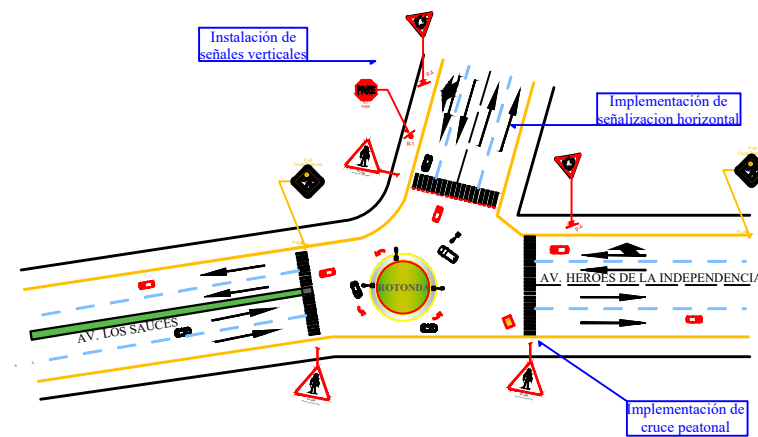 Instalación de
señales verticales
PARE
R-1
Implementación de
señalizacion horizontal
ROTONDA
AV. HEROES DE LA INDEPENDENCIA
AV. LOS SAUCES
Implementación de
cruce peatonal